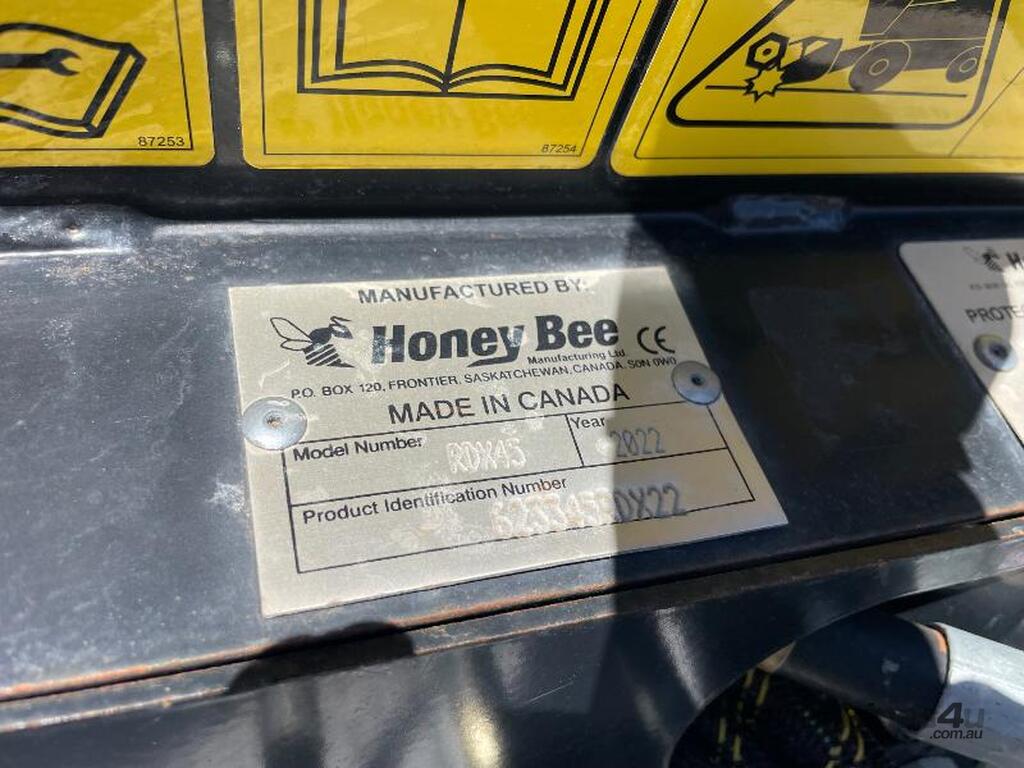 87253
87254
MANUFACTURED BY:
Honey Bee CE
Manufacturing Ltd.
P.O. BOX 120, FRONTIER, SASKATCHEWAN, CANADA, S0N 0W0
MADE IN CANADA
Model Number RDX45 Year 2022
Product Identification Number
PROTE
4u
.com.au